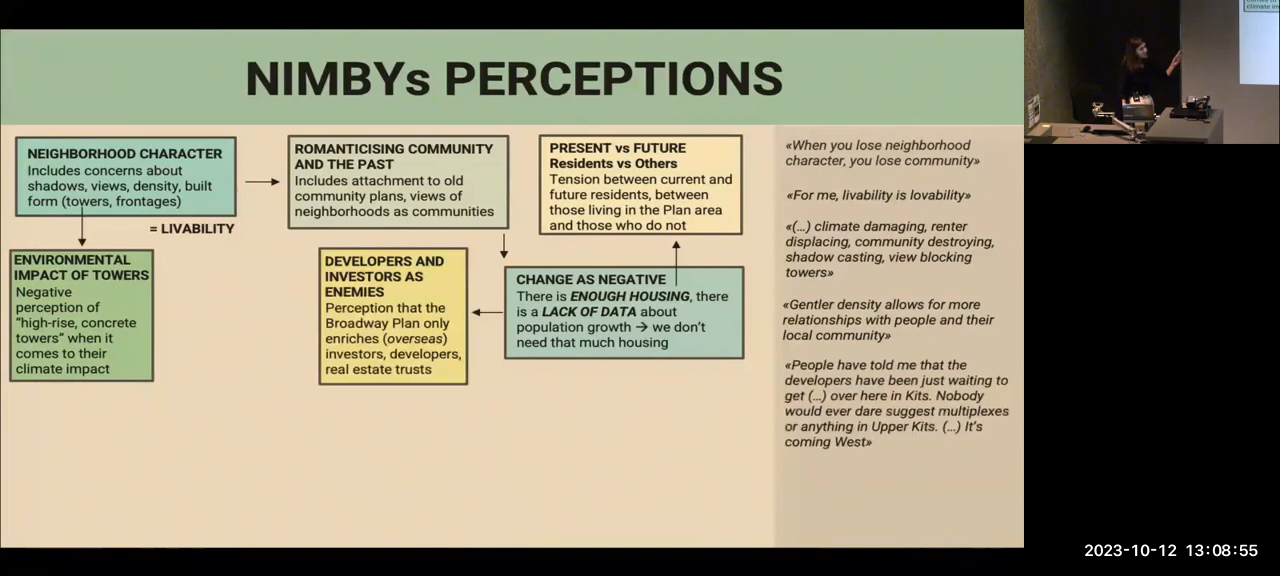 NIMBYs PERCEPTIONS
NEIGHBORHOOD CHARACTER
Includes concerns about
shadows, views, density, built
form (towers, frontages)
= LIVABILITY
ENVIRONMENTAL
IMPACT OF TOWERS
Negative
perception of
“high-rise, concrete
towers” when it
comes to their
climate impact
ROMANTICISING COMMUNITY
AND THE PAST
Includes attachment to old
community plans, views of
neighborhoods as communities
DEVELOPERS AND
INVESTORS AS
ENEMIES
Perception that the
Broadway Plan only
enriches (overseas)
investors, developers,
real estate trusts
PRESENT vs FUTURE
Residents vs Others
Tension between current and
future residents, between
those living in the Plan area
and those who do not
CHANGE AS NEGATIVE
There is ENOUGH HOUSING, there
is a LACK OF DATA about
population growth → we don’t
need that much housing
«When you lose neighborhood
character, you lose community»
«For me, livability is lovability»
«(…) climate damaging, renter
displacing, community destroying,
shadow casting, view blocking
towers»
«Gentler density allows for more
relationships with people and their
local community»
«People have told me that the
developers have been just waiting to
get (…) over here in Kits. Nobody
would ever dare suggest multiplexes
or anything in Upper Kits. (…) It’s
coming West»
climate im
2023-10-12 13:08:55